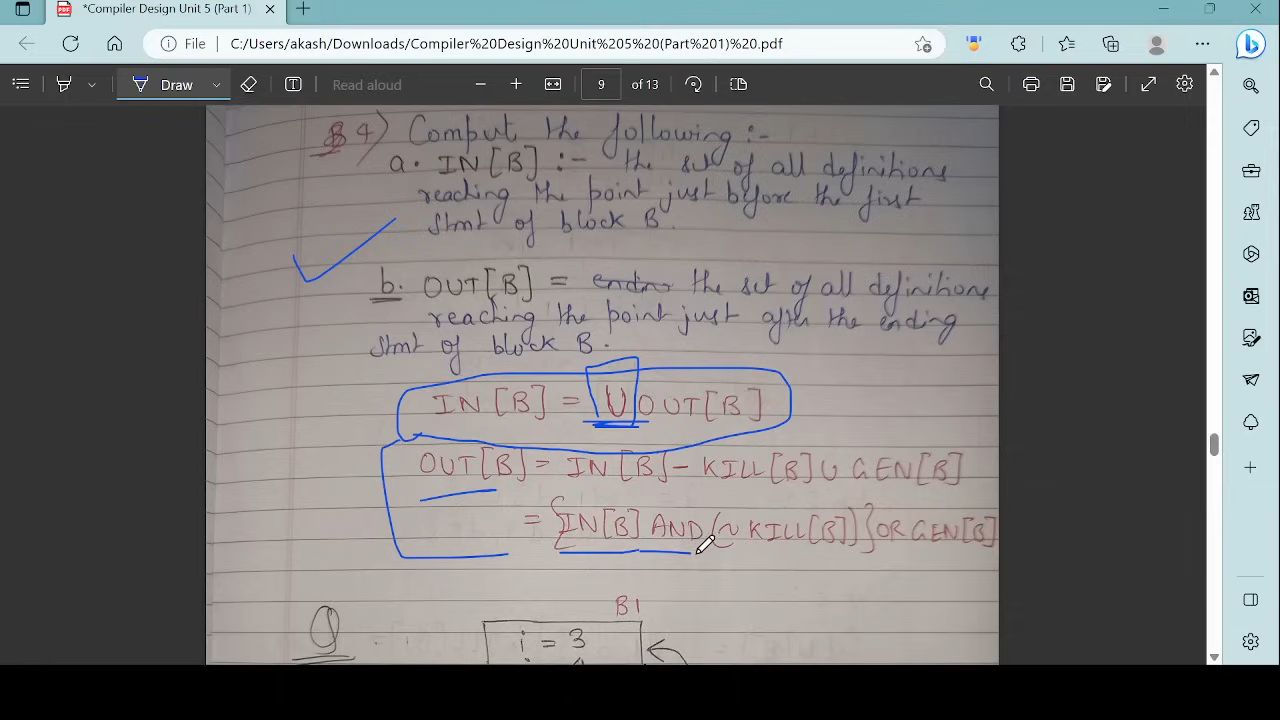 *Compiler Design Unit 5 (Part 1)
File C:/Users/akash/Downloads/Compiler%20Design%20Unit%205%20(Part%201)%20.pdf
Draw Read aloud 9 of 13
4) Comput the following :-
a. IN[B] :- the set of all definitions
reaching the point just before the first
stmt of block B.
b. OUT[B] = the set of all definitions
reaching the point just after the ending
stmt of block B.
IN[B] = U OUT[B]
OUT[B] = IN[B] - KILL[B] U GEN[B]
= {IN[B] AND (~KILL[B])} OR GEN[B]
B1
Q
i = 3